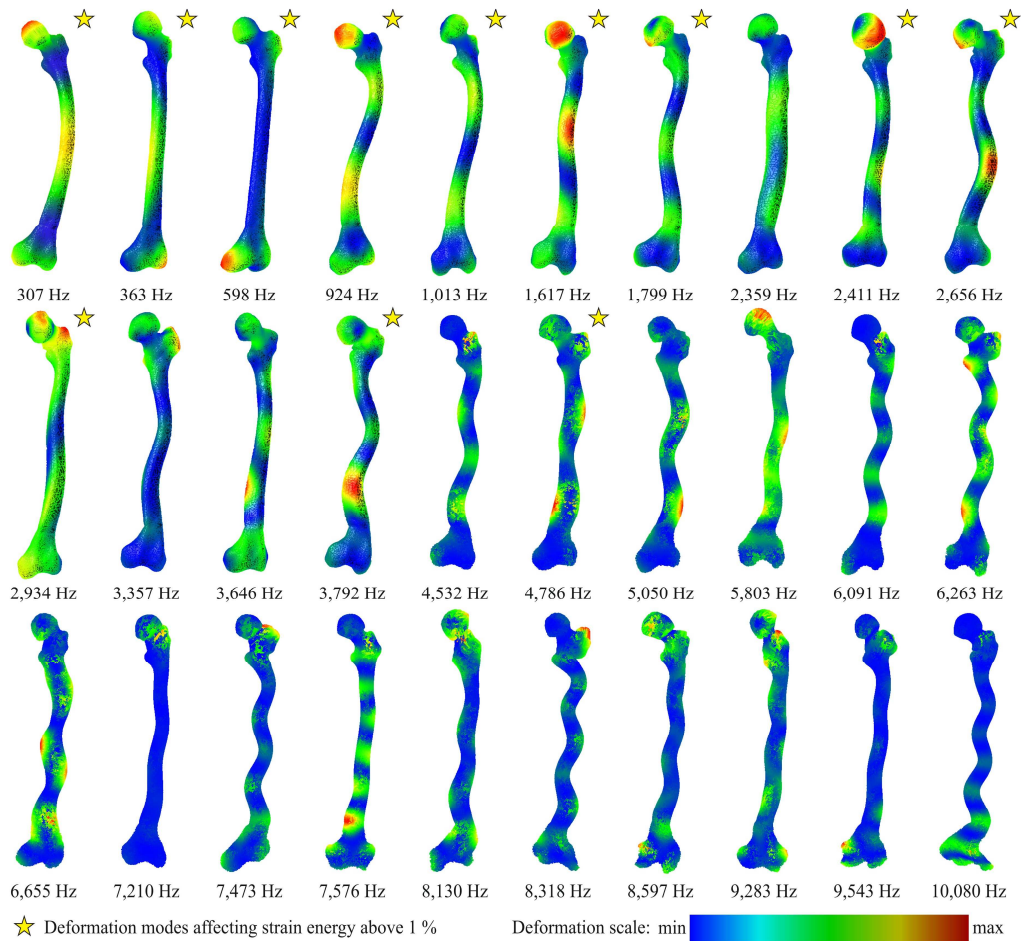 307 Hz 363 Hz 598 Hz 924 Hz 1,013 Hz 1,617 Hz 1,799 Hz 2,359 Hz 2,411 Hz 2,656 Hz
2,934 Hz 3,357 Hz 3,646 Hz 3,792 Hz 4,532 Hz 4,786 Hz 5,050 Hz 5,803 Hz 6,091 Hz 6,263 Hz
6,655 Hz 7,210 Hz 7,473 Hz 7,576 Hz 8,130 Hz 8,318 Hz 8,597 Hz 9,283 Hz 9,543 Hz 10,080 Hz
Deformation modes affecting strain energy above 1 % Deformation scale: min max